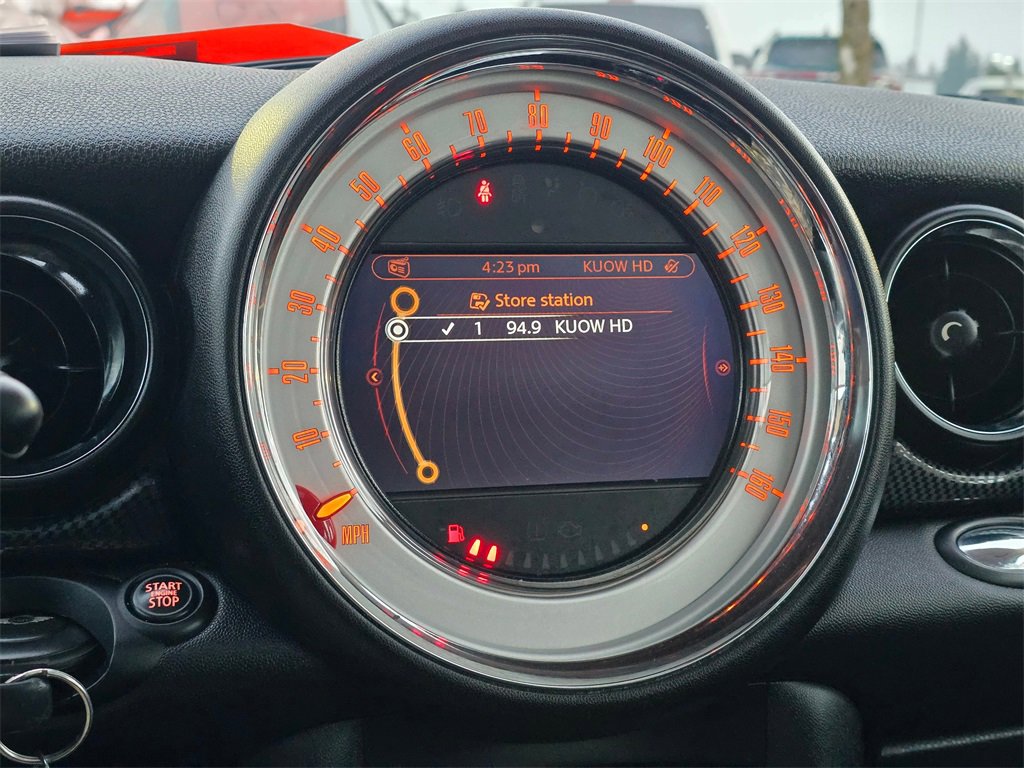 10
20
30
40
50
60
70
80
90
100
110
120
130
140
150
160
MPH
4:23 pm KUOW HD
Store station
1 94.9 KUOW HD
START
ENGINE
STOP